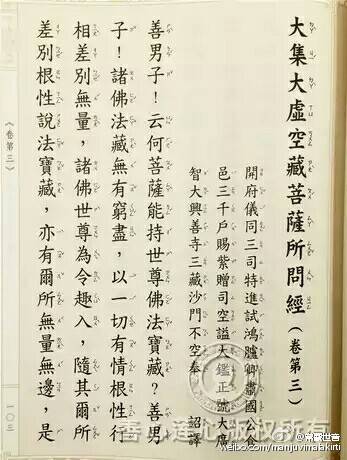 大集大虛空藏菩薩所問經(卷第三)
開府儀同三司特進試鴻臚卿肅國公食
邑三千戶賜紫贈司空謚大鑑正號大廣
智大興善寺三藏沙門不空奉 詔譯
善男子!云何菩薩能持世尊佛法寶藏?善男
子!諸佛法藏無有窮盡,以一切有情根性行
相差別無量,諸佛世尊為令趣入,隨其爾所
差別根性說法寶藏,亦有爾所無量無邊,是
《卷第三》
一〇三
版权所有
weibo.com/manjuvimalakirti